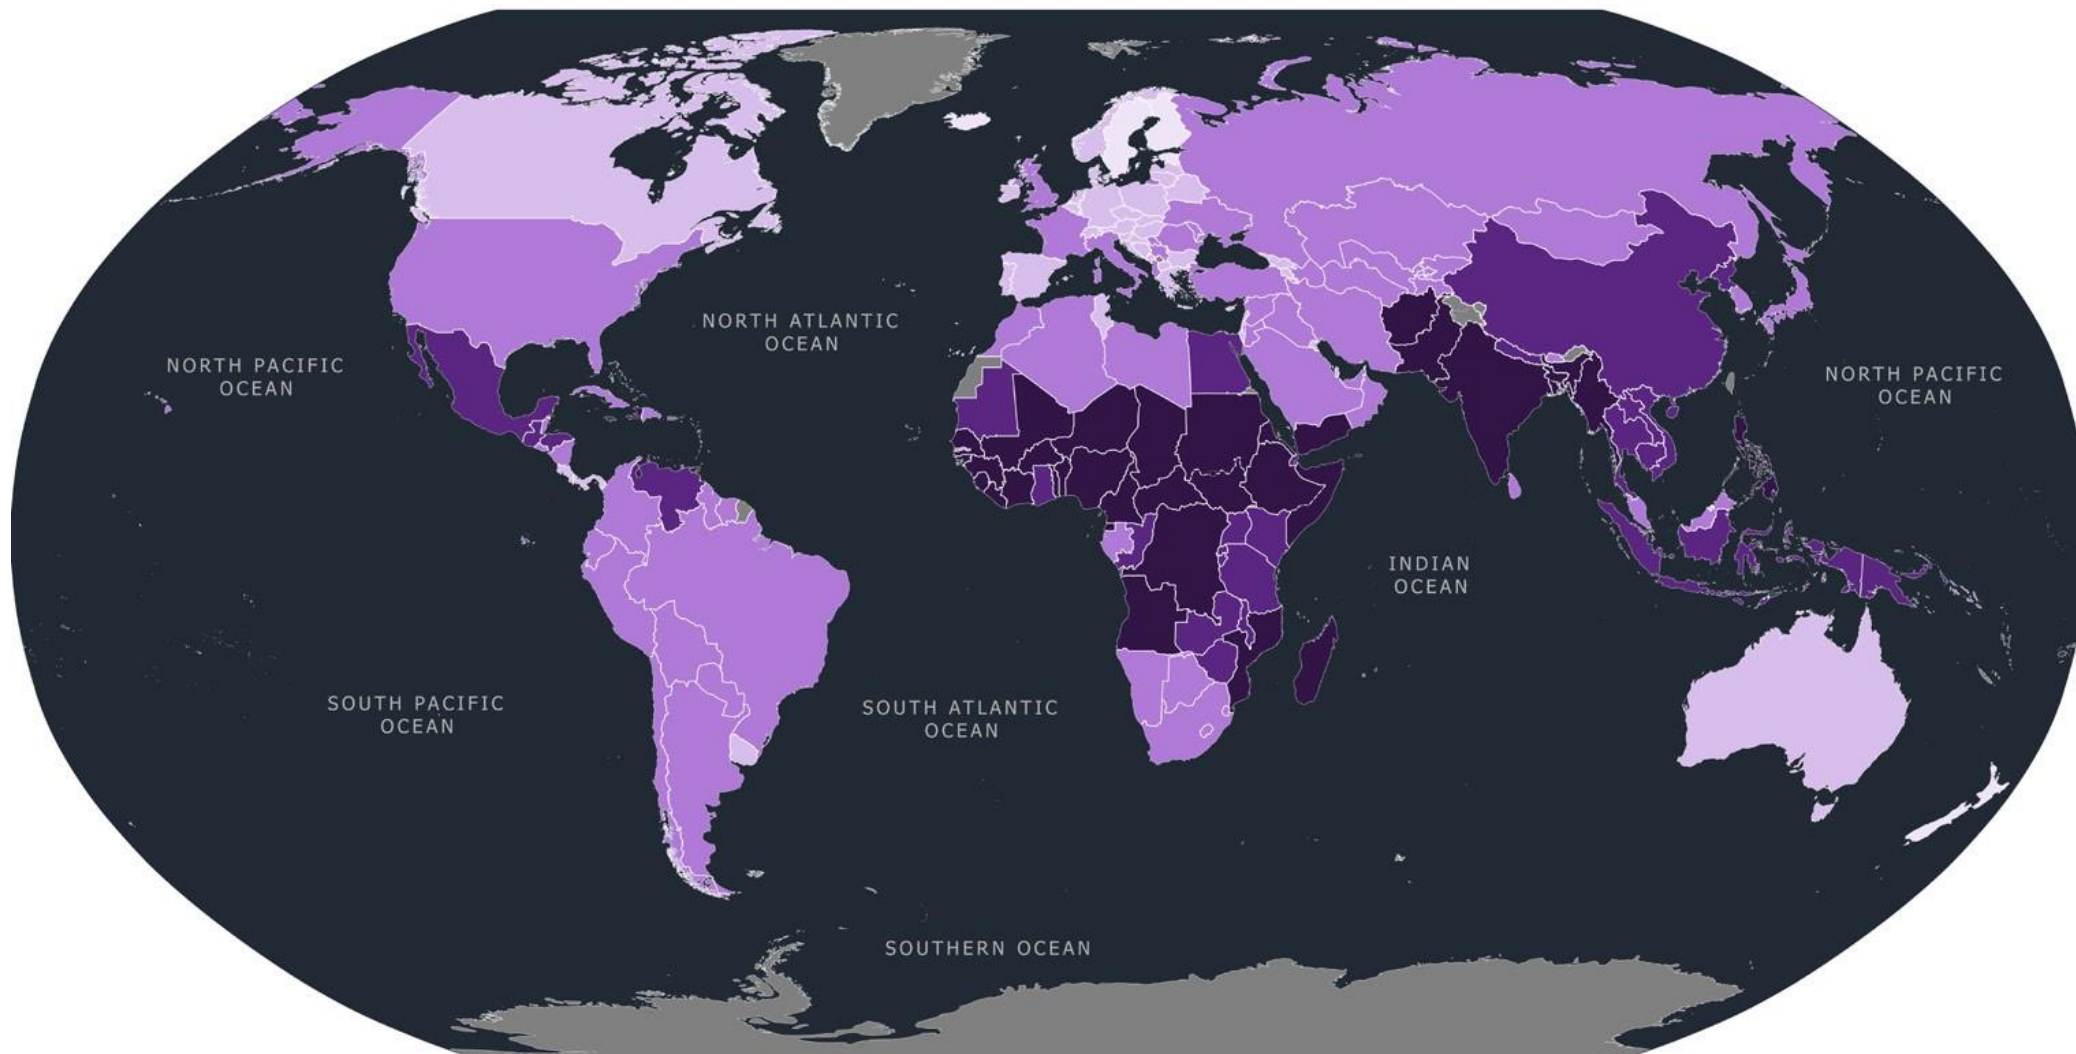 NORTH ATLANTIC
OCEAN
NORTH PACIFIC
OCEAN
NORTH PACIFIC
OCEAN
INDIAN
OCEAN
SOUTH PACIFIC
OCEAN
SOUTH ATLANTIC
OCEAN
SOUTHERN OCEAN